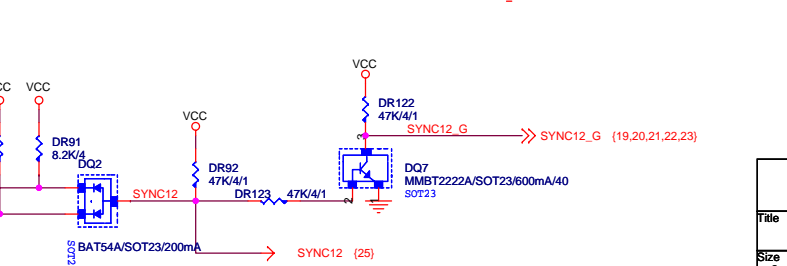 VCC
CC
VCC
DR122
47K/4/1
VCC
SYNC12_G
SYNC12_G {19,20,21,22,23}
3
DR91
8.2K/4
DQ2
DR92
47K/4/1
DQ7
MMBT2222A/SOT23/600mA/40
SOT23
SYNC12
DR123
47K/4/1
2
1
Title
BAT54A/SOT23/200mA
SOT2
SYNC12 {25}
Size